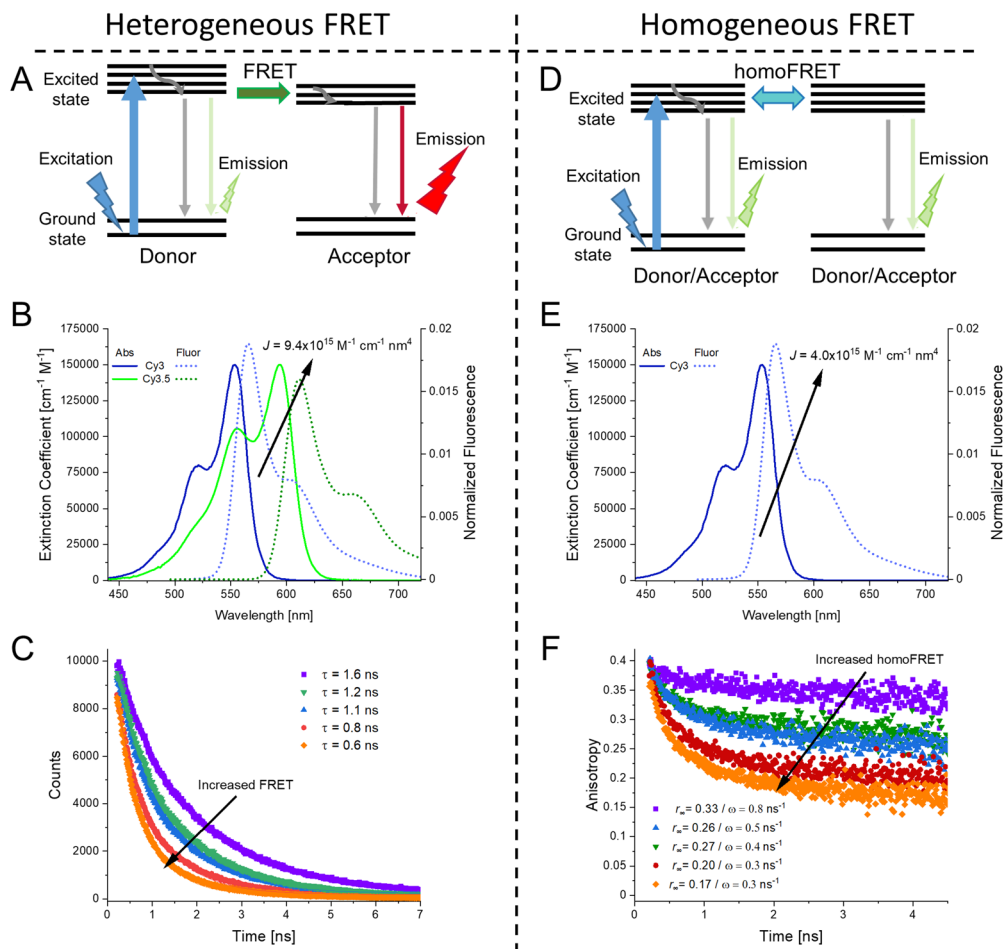 Heterogeneous FRET
Homogeneous FRET
A
Excited
state
FRET
Excitation
Emission
Emission
Ground
state
Donor
Acceptor
D
homoFRET
Excited
state
Excitation
Emission
Emission
Ground
state
Donor/Acceptor
Donor/Acceptor
B
175000
150000
125000
100000
75000
50000
25000
0
Extinction Coefficient [cm⁻¹ M⁻¹]
Abs Fluor
Cy3
Cy3.5
J = 9.4x10¹⁵ M⁻¹ cm⁻¹ nm⁴
0.02
0.015
0.01
0.005
0
Normalized Fluorescence
450 500 550 600 650 700
Wavelength [nm]
E
175000
150000
125000
100000
75000
50000
25000
0
Extinction Coefficient [cm⁻¹ M⁻¹]
Abs Fluor
Cy3
J = 4.0x10¹⁵ M⁻¹ cm⁻¹ nm⁴
0.02
0.015
0.01
0.005
0
Normalized Fluorescence
450 500 550 600 650 700
Wavelength [nm]
C
10000
8000
6000
4000
2000
0
Counts
τ = 1.6 ns
τ = 1.2 ns
τ = 1.1 ns
τ = 0.8 ns
τ = 0.6 ns
Increased FRET
0 1 2 3 4 5 6 7
Time [ns]
F
0.4
0.35
0.3
0.25
0.2
0.15
0.1
0.05
0
Anisotropy
Increased homoFRET
r∞= 0.33 / ω = 0.8 ns⁻¹
r∞= 0.26 / ω = 0.5 ns⁻¹
r∞= 0.27 / ω = 0.4 ns⁻¹
r∞= 0.20 / ω = 0.3 ns⁻¹
r∞= 0.17 / ω = 0.3 ns⁻¹
0 1 2 3 4
Time [ns]